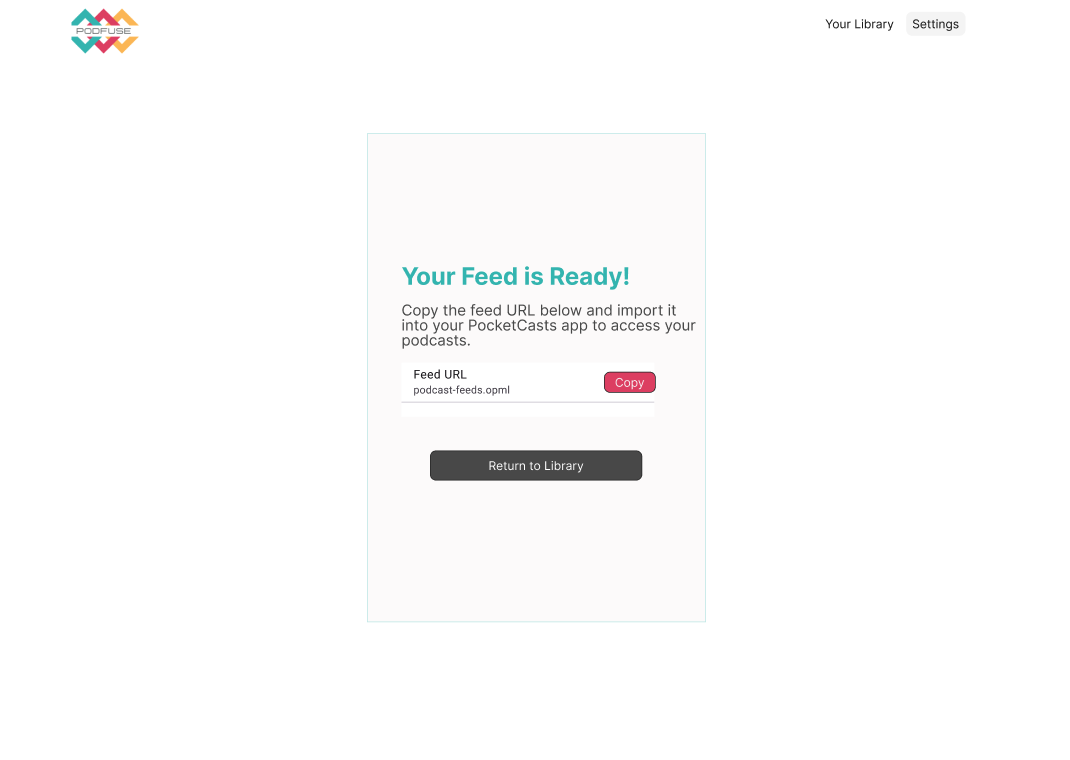 PODFUSE
Your Library
Settings
Your Feed is Ready!
Copy the feed URL below and import it
into your PocketCasts app to access your
podcasts.
Feed URL
podcast-feeds.opml
Copy
Return to Library